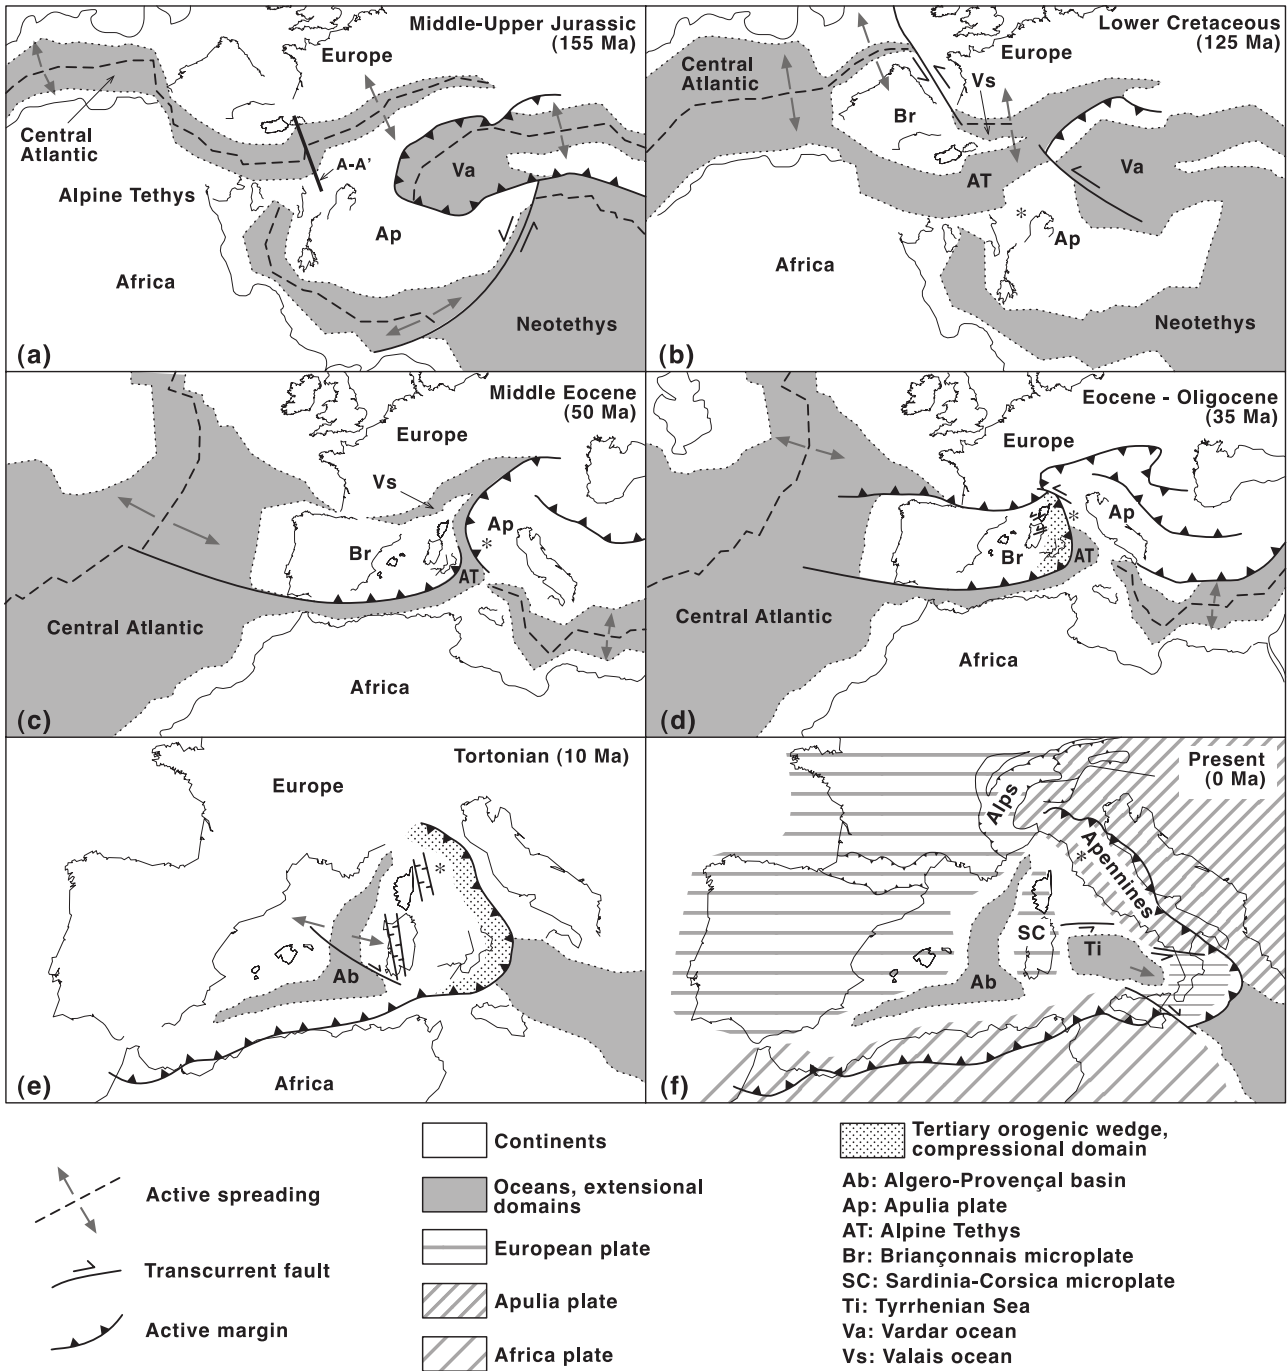 Middle-Upper Jurassic
(155 Ma)
Europe
Central
Atlantic
A-A'
Va
Alpine Tethys
Ap
Africa
Neotethys
(a)
Lower Cretaceous
(125 Ma)
Europe
Central
Atlantic
Vs
Br
Va
AT
*
Ap
Africa
Neotethys
(b)
Middle Eocene
(50 Ma)
Europe
Vs
Ap
*
Br
AT
Central Atlantic
Africa
(c)
Eocene - Oligocene
(35 Ma)
Europe
*
Ap
Br
AT
Central Atlantic
Africa
(d)
Tortonian (10 Ma)
Europe
*
Ab
Africa
(e)
Present
(0 Ma)
Alps
Apennines
*
SC
Ti
Ab
(f)
Active spreading
Transcurrent fault
Active margin
Continents
Oceans, extensional
domains
European plate
Apulia plate
Africa plate
Tertiary orogenic wedge,
compressional domain
Ab: Algero-Provençal basin
Ap: Apulia plate
AT: Alpine Tethys
Br: Briançonnais microplate
SC: Sardinia-Corsica microplate
Ti: Tyrrhenian Sea
Va: Vardar ocean
Vs: Valais ocean